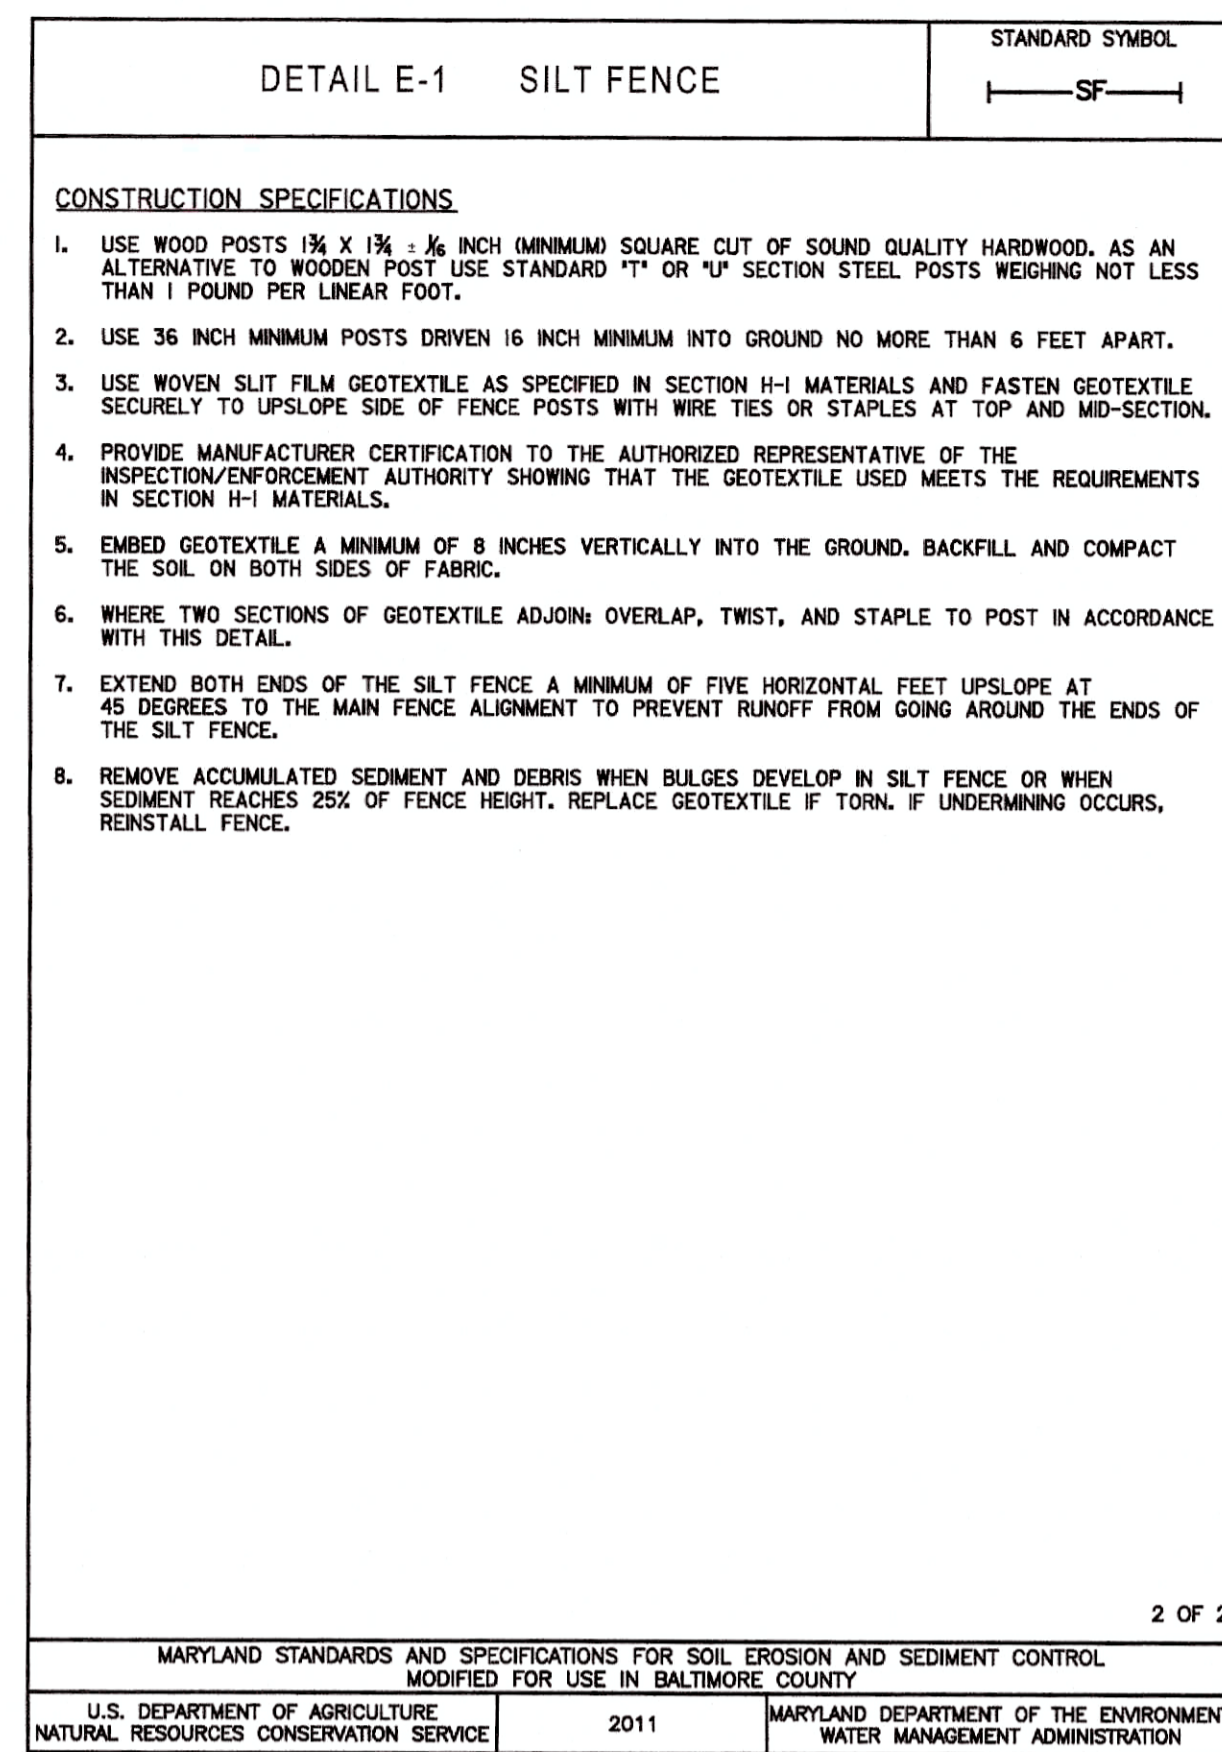 DETAIL E-1 SILT FENCE
STANDARD SYMBOL
SF
CONSTRUCTION SPECIFICATIONS
1. USE WOOD POSTS 1¾ X 1¾ ± 1/16 INCH (MINIMUM) SQUARE CUT OF SOUND QUALITY HARDWOOD. AS AN
ALTERNATIVE TO WOODEN POST USE STANDARD "T" OR "U" SECTION STEEL POSTS WEIGHING NOT LESS
THAN 1 POUND PER LINEAR FOOT.
2. USE 36 INCH MINIMUM POSTS DRIVEN 16 INCH MINIMUM INTO GROUND NO MORE THAN 6 FEET APART.
3. USE WOVEN SLIT FILM GEOTEXTILE AS SPECIFIED IN SECTION H-1 MATERIALS AND FASTEN GEOTEXTILE
SECURELY TO UPSLOPE SIDE OF FENCE POSTS WITH WIRE TIES OR STAPLES AT TOP AND MID-SECTION.
4. PROVIDE MANUFACTURER CERTIFICATION TO THE AUTHORIZED REPRESENTATIVE OF THE
INSPECTION/ENFORCEMENT AUTHORITY SHOWING THAT THE GEOTEXTILE USED MEETS THE REQUIREMENTS
IN SECTION H-1 MATERIALS.
5. EMBED GEOTEXTILE A MINIMUM OF 8 INCHES VERTICALLY INTO THE GROUND. BACKFILL AND COMPACT
THE SOIL ON BOTH SIDES OF FABRIC.
6. WHERE TWO SECTIONS OF GEOTEXTILE ADJOIN: OVERLAP, TWIST, AND STAPLE TO POST IN ACCORDANCE
WITH THIS DETAIL.
7. EXTEND BOTH ENDS OF THE SILT FENCE A MINIMUM OF FIVE HORIZONTAL FEET UPSLOPE AT
45 DEGREES TO THE MAIN FENCE ALIGNMENT TO PREVENT RUNOFF FROM GOING AROUND THE ENDS OF
THE SILT FENCE.
8. REMOVE ACCUMULATED SEDIMENT AND DEBRIS WHEN BULGES DEVELOP IN SILT FENCE OR WHEN
SEDIMENT REACHES 25% OF FENCE HEIGHT. REPLACE GEOTEXTILE IF TORN. IF UNDERMINING OCCURS,
REINSTALL FENCE.
2 OF 2
MARYLAND STANDARDS AND SPECIFICATIONS FOR SOIL EROSION AND SEDIMENT CONTROL
MODIFIED FOR USE IN BALTIMORE COUNTY
U.S. DEPARTMENT OF AGRICULTURE
NATURAL RESOURCES CONSERVATION SERVICE
2011
MARYLAND DEPARTMENT OF THE ENVIRONMENT
WATER MANAGEMENT ADMINISTRATION